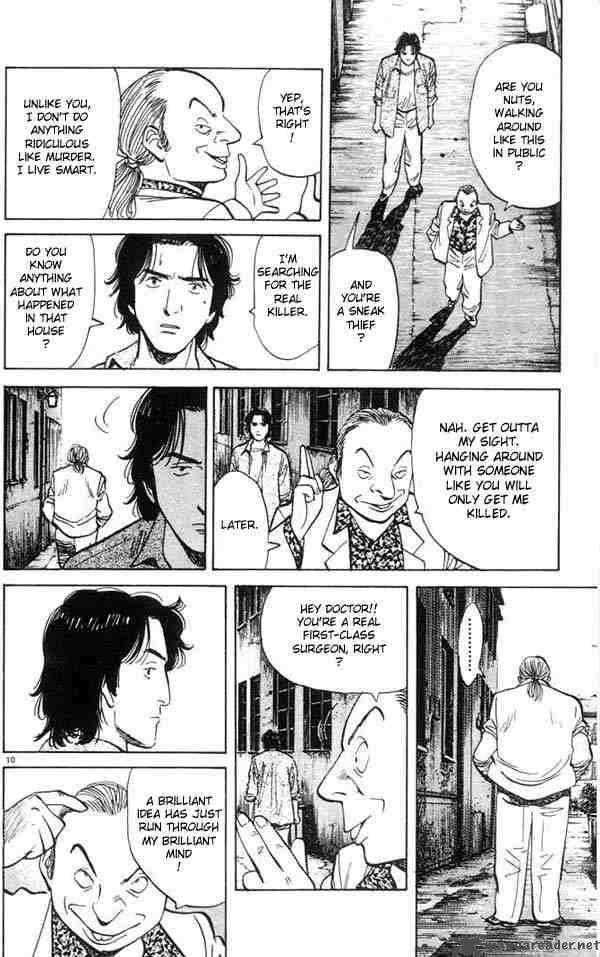 ARE YOU
NUTS,
WALKING
AROUND
LIKE THIS
IN PUBLIC
?
AND
YOU'RE
A SNEAK
THIEF
?
YEP,
THAT'S
RIGHT
!
UNLIKE YOU,
I DON'T DO
ANYTHING
RIDICULOUS
LIKE MURDER.
I LIVE SMART.
I'M
SEARCHING
FOR THE
REAL
KILLER.
DO YOU
KNOW
ANYTHING
ABOUT WHAT
HAPPENED
IN THAT
HOUSE
?
NAH. GET OUTTA
MY SIGHT.
HANGING AROUND
WITH SOMEONE
LIKE YOU WILL
ONLY GET ME
KILLED.
LATER.
........
HEY DOCTOR!!
YOU'RE A REAL
FIRST-CLASS
SURGEON, RIGHT
?
10
A BRILLIANT
IDEA HAS JUST
RUN THROUGH
MY BRILLIANT
MIND
!